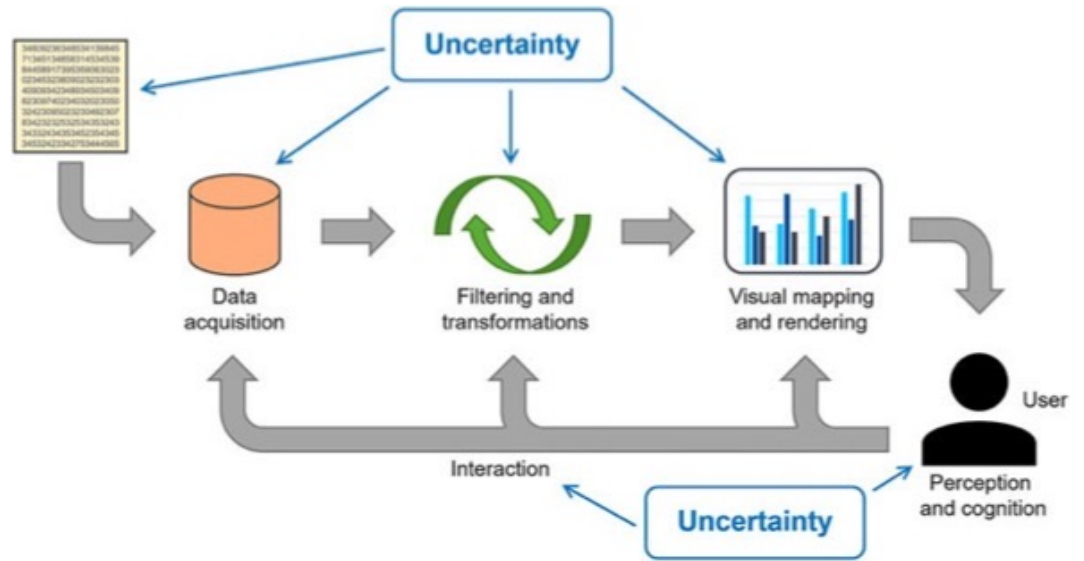 Uncertainty
Data
acquisition
Filtering and
transformations
Visual mapping
and rendering
User
Interaction
Perception
and cognition
Uncertainty